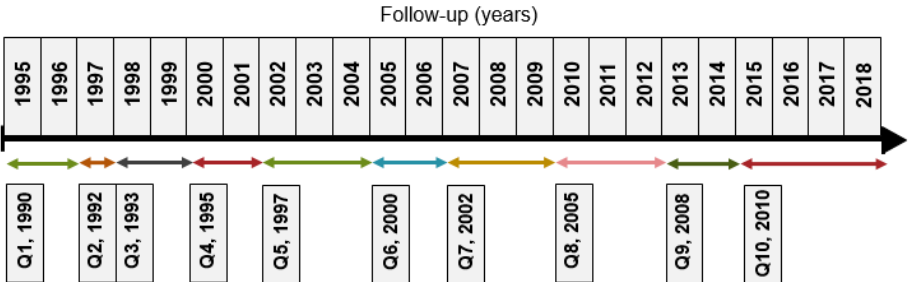 Follow-up (years)
1995
1996
1997
1998
1999
2000
2001
2002
2003
2004
2005
2006
2007
2008
2009
2010
2011
2012
2013
2014
2015
2016
2017
2018
Q1, 1990
Q2, 1992
Q3, 1993
Q4, 1995
Q5, 1997
Q6, 2000
Q7, 2002
Q8, 2005
Q9, 2008
Q10, 2010